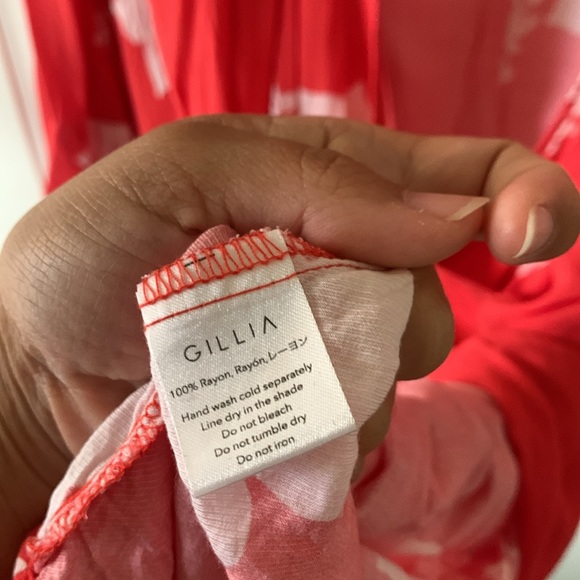 GILLIA
100% Rayon, Rayón, レーヨン
Hand wash cold separately
Line dry in the shade
Do not bleach
Do not tumble dry
Do not iron